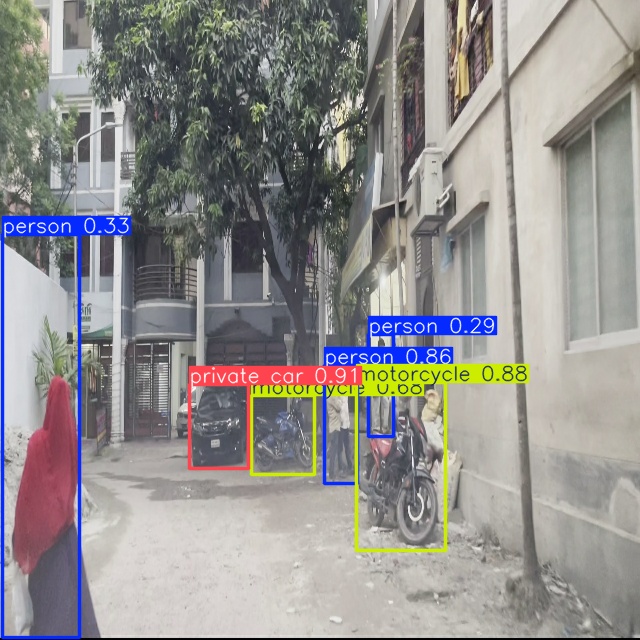 person 0.33
person 0.29
person 0.86
private car 0.91
motorcycle 0.68
motorcycle 0.88